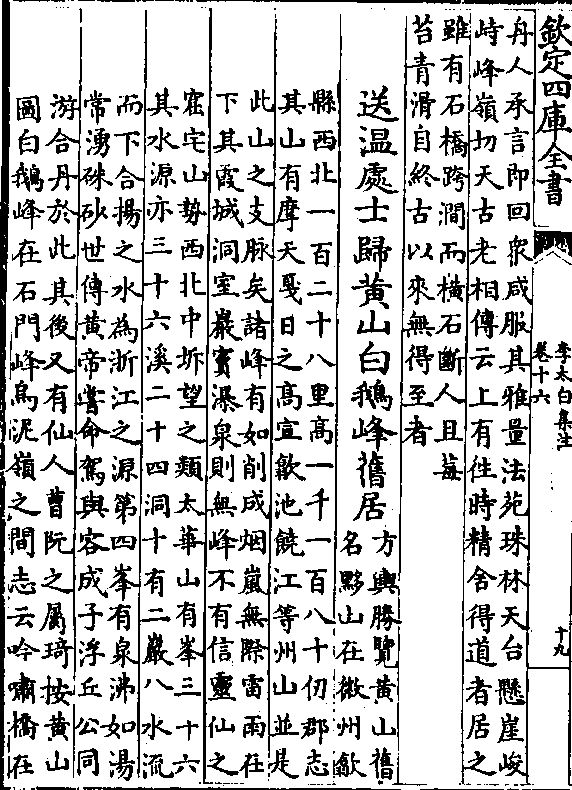 欽定四庫全書
李太白集注
卷十六
十九
丹人承言即回衆咸服其雅量法苑珠林天台懸崖峻
峙峰嶺切天古老相傳云上有佳時精舍得道者居之
雖有石橋跨澗而横石斷人且莓
苔青滑自終古以來無得至者
送温處士歸黄山白鵝峰舊居
方輿勝覽黄山舊
名黟山在徽州歙
縣西北一百二十八里高一千一百八十仞郡志
其山有摩天戛日之高宣歙池饒江等州山並是
此山之支脉矣諸峰有如削成烟嵐無際雷雨在
下其霞城洞室巖竇瀑泉則無峰不有信靈仙之
窟宅山勢西北中坼望之類太華山有峯三十六
其水源亦三十六溪二十四洞十有二巖八水流
而下合揚之水為浙江之源第四峯有泉沸如湯
常湧硃砂世傳黄帝嘗命駕與容成子浮丘公同
游合丹於此其後又有仙人曹阮之屬琦按黄山
圖白鵝峰在石門峰烏泥嶺之間志云吟嘯橋在